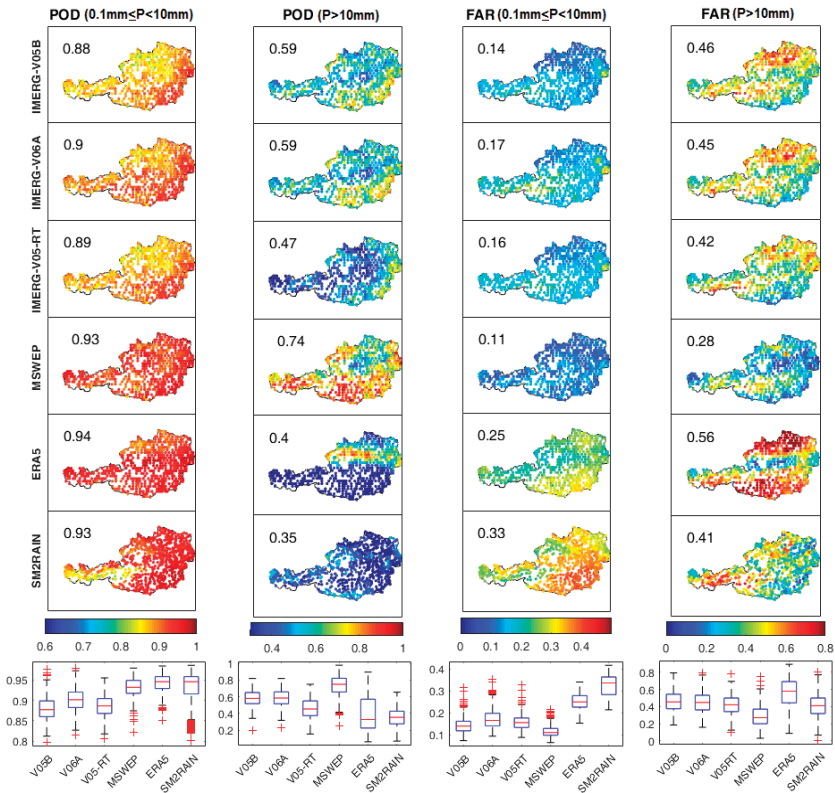 POD (0.1mm≤P<10mm) POD (P>10mm) FAR (0.1mm≤P<10mm) FAR (P>10mm)
IMERG-V05B 0.88 0.59 0.14 0.46
IMERG-V06A 0.9 0.59 0.17 0.45
IMERG-V05-RT 0.89 0.47 0.16 0.42
MSWEP 0.93 0.74 0.11 0.28
ERA5 0.94 0.4 0.25 0.56
SM2RAIN 0.93 0.35 0.33 0.41
0.6 0.7 0.8 0.9 1 0.4 0.6 0.8 1 0 0.1 0.2 0.3 0.4 0 0.2 0.4 0.6 0.8
0.95
0.9
0.85
0.8
V05B V06A V05-RT MSWEP ERA5 SM2RAIN
1
0.8
0.6
0.4
0.2
V05B V06A V05-RT MSWEP ERA5 SM2RAIN
0.4
0.3
0.2
0.1
V05B V06A V05RT MSWEP ERA5 SM2RAIN
0.8
0.6
0.4
0.2
0
V05B V06A V05RT MSWEP ERA5 SM2RAIN